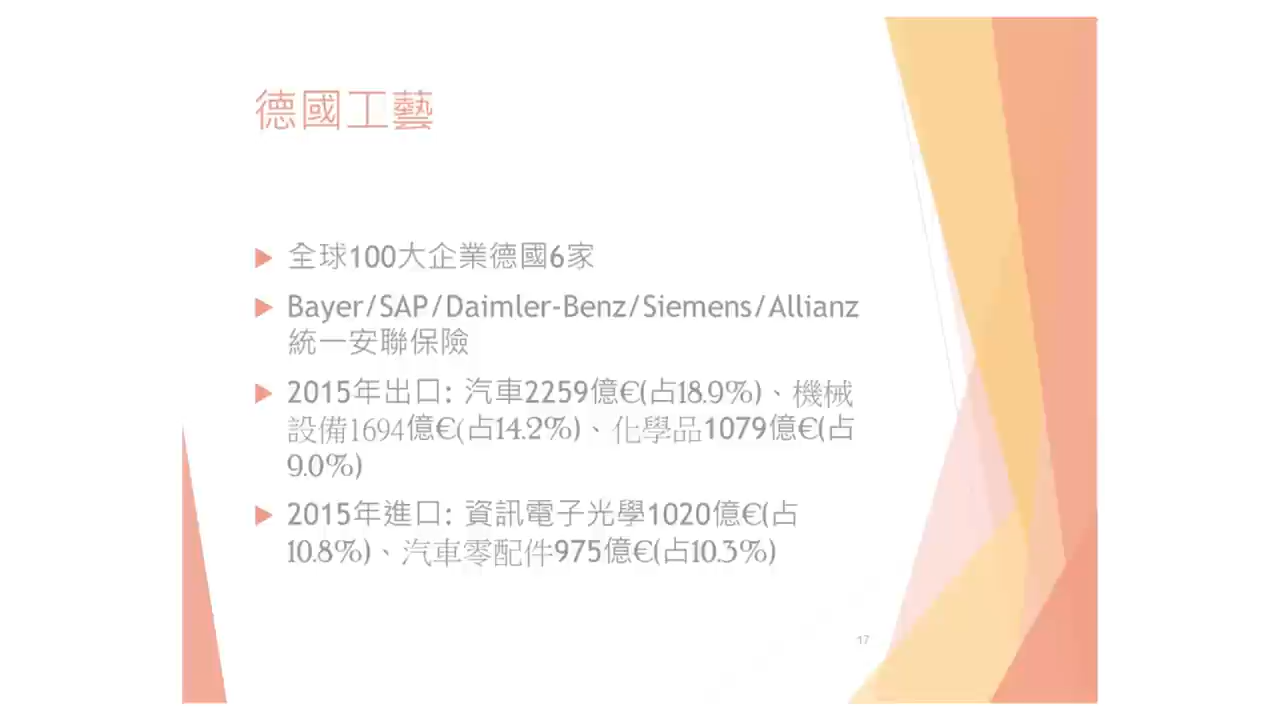 德國工藝
全球100大企業德國6家
Bayer/SAP/Daimler-Benz/Siemens/Allianz
統一安聯保險
2015年出口: 汽車2259億€(占18.9%)、機械
設備1694億€(占14.2%)、化學品1079億€(占
9.0%)
2015年進口: 資訊電子光學1020億€(占
10.8%)、汽車零配件975億€(占10.3%)
17